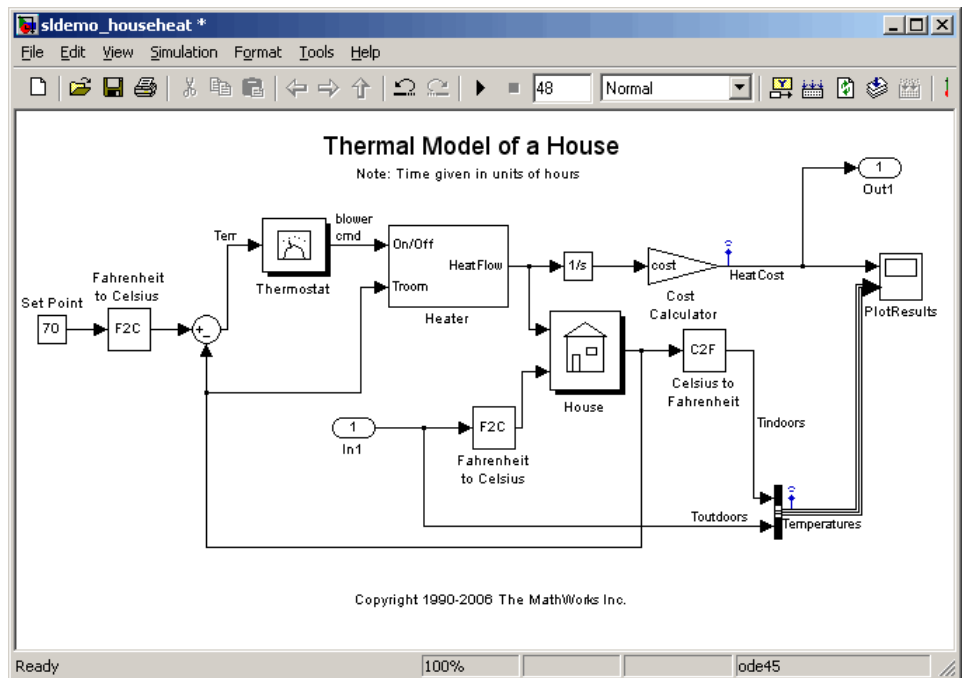 sldemo_househeat *
File Edit View Simulation Format Tools Help
48 Normal
Thermal Model of a House
Note: Time given in units of hours
1
Out1
blower
cmd
Terr
On/Off
HeatFlow
Troom
Heater
Thermostat
1/s
cost
HeatCost
Cost
Calculator
PlotResults
Fahrenheit
to Celsius
Set Point
70
F2C
+
-
House
C2F
Celsius to
Fahrenheit
1
In1
F2C
Fahrenheit
to Celsius
Tindoors
Toutdoors
Temperatures
Copyright 1990-2006 The MathWorks Inc.
Ready 100% ode45